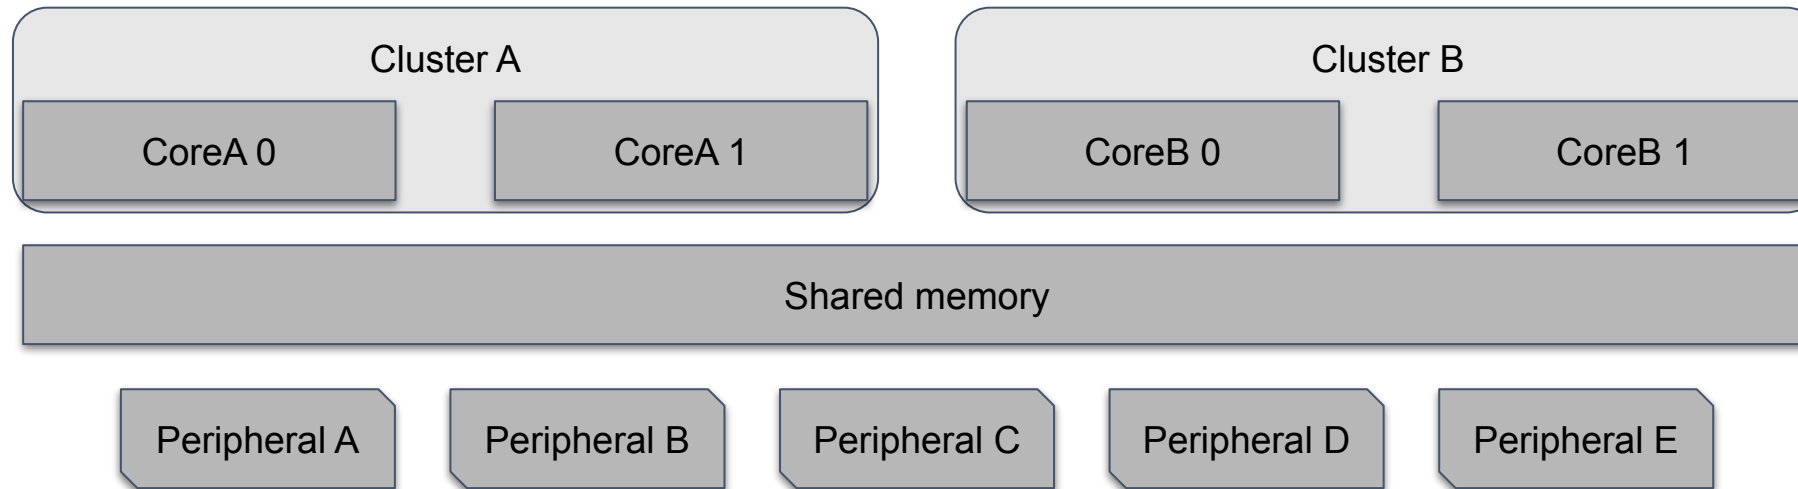 Cluster A
Cluster B
CoreA 0
CoreA 1
CoreB 0
CoreB 1
Shared memory
Peripheral A
Peripheral B
Peripheral C
Peripheral D
Peripheral E